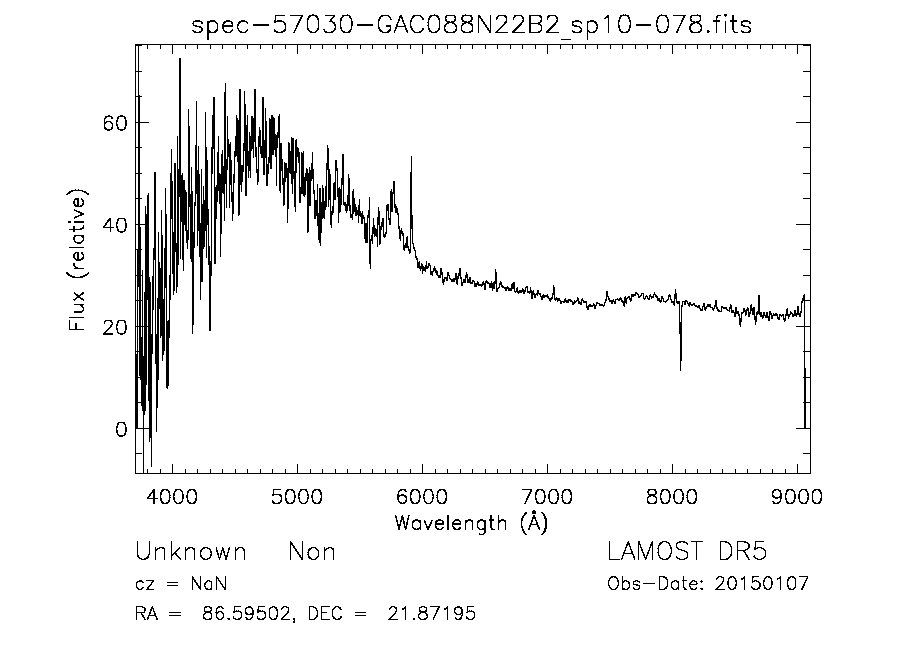 spec-57030-GAC088N22B2_sp10-078.fits
60
40
20
0
Flux (relative)
4000 5000 6000 7000 8000 9000
Wavelength (Å)
Unknown Non LAMOST DR5
cz = NaN Obs-Date: 20150107
RA = 86.59502, DEC = 21.87195